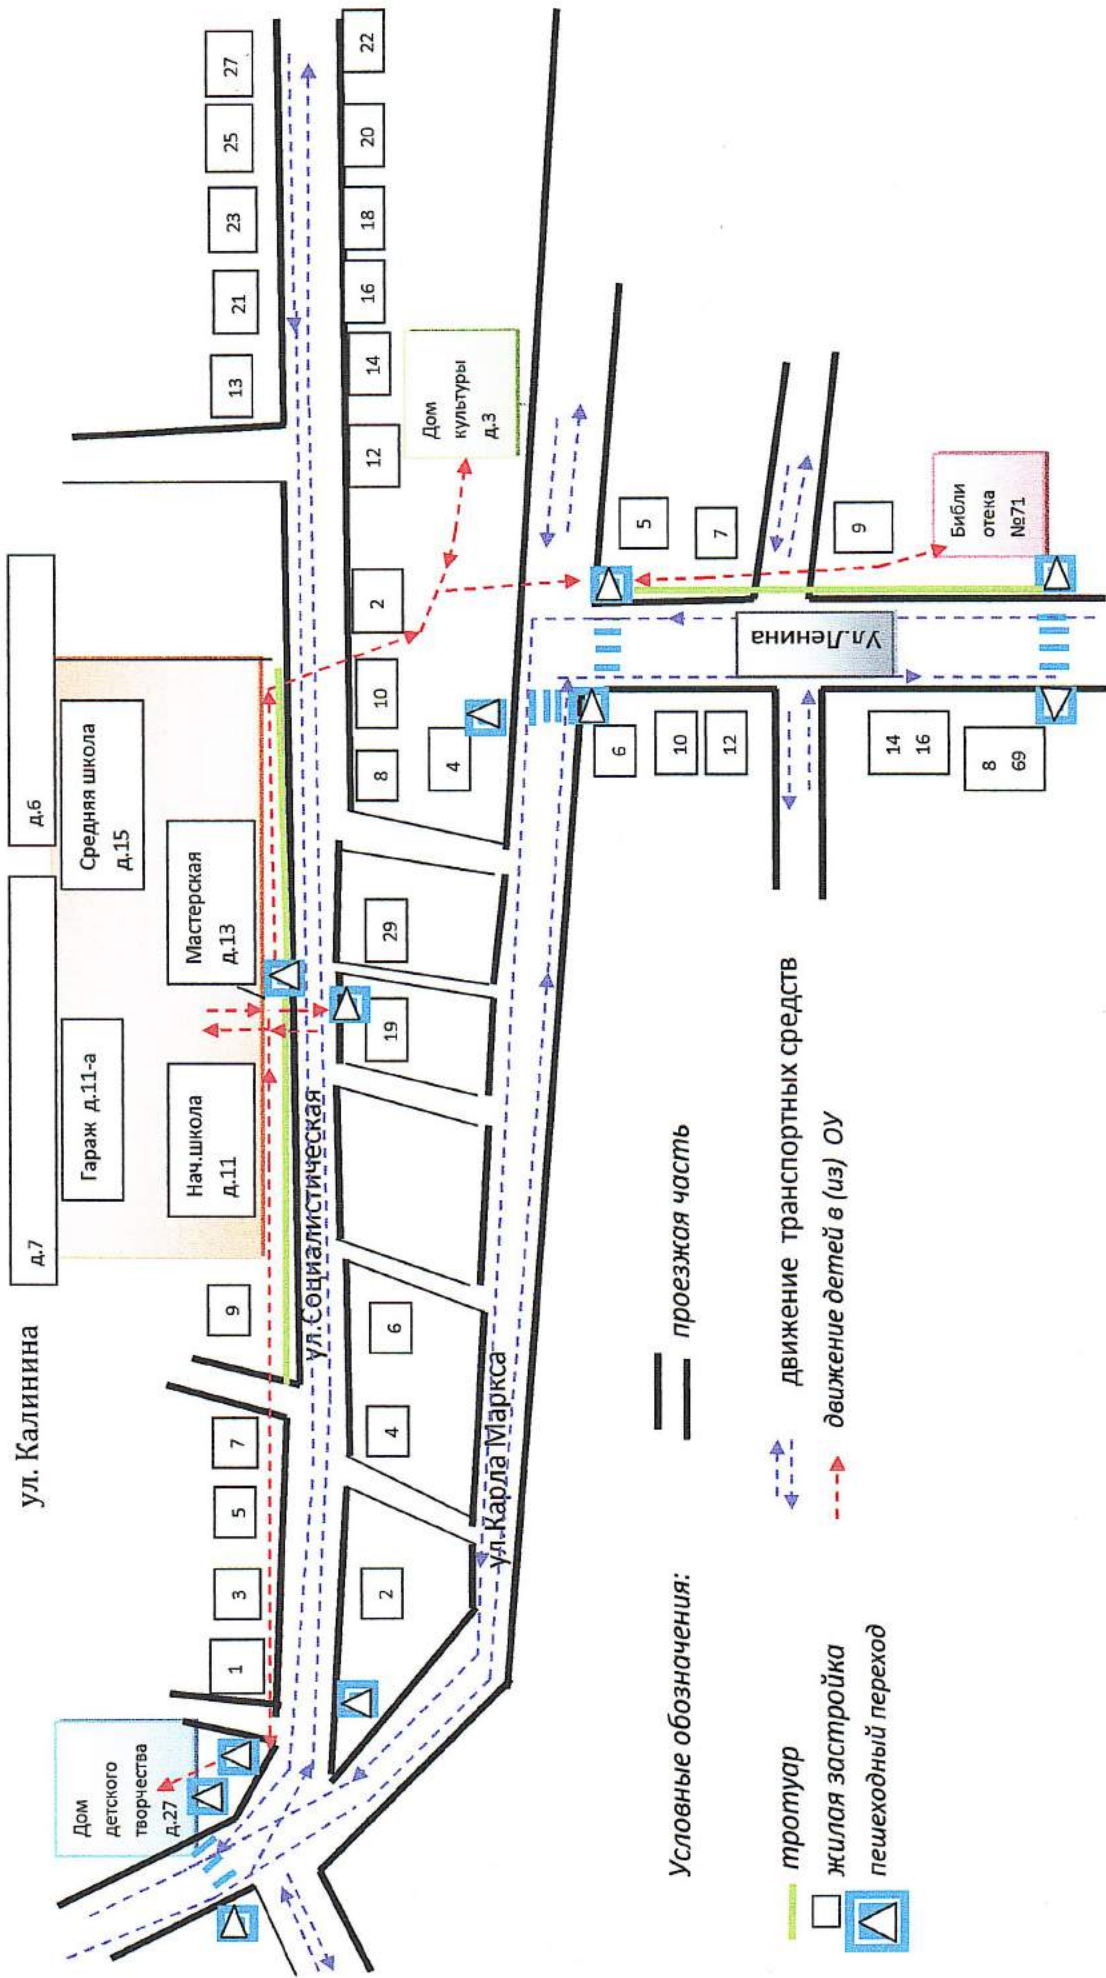 ул. Калинина
д.7
д.6
Гараж д.11-а
Средняя школа
д.15
Нач.школа
д.11
Мастерская
д.13
Дом
детского
творчества
д.27
1
3
5
7
9
13
21
23
25
27
ул.Социалистическая
2
4
6
19
29
8
10
2
12
14
16
18
20
22
4
Дом
культуры
д.3
ул.Карла Маркса
6
10
12
14
16
8
69
5
7
9
Ул.Ленина
Библи
отека
№71
Условные обозначения:
проезжая часть
тротуар
жилая застройка
пешеходный переход
движение транспортных средств
движение детей в (из) ОУ